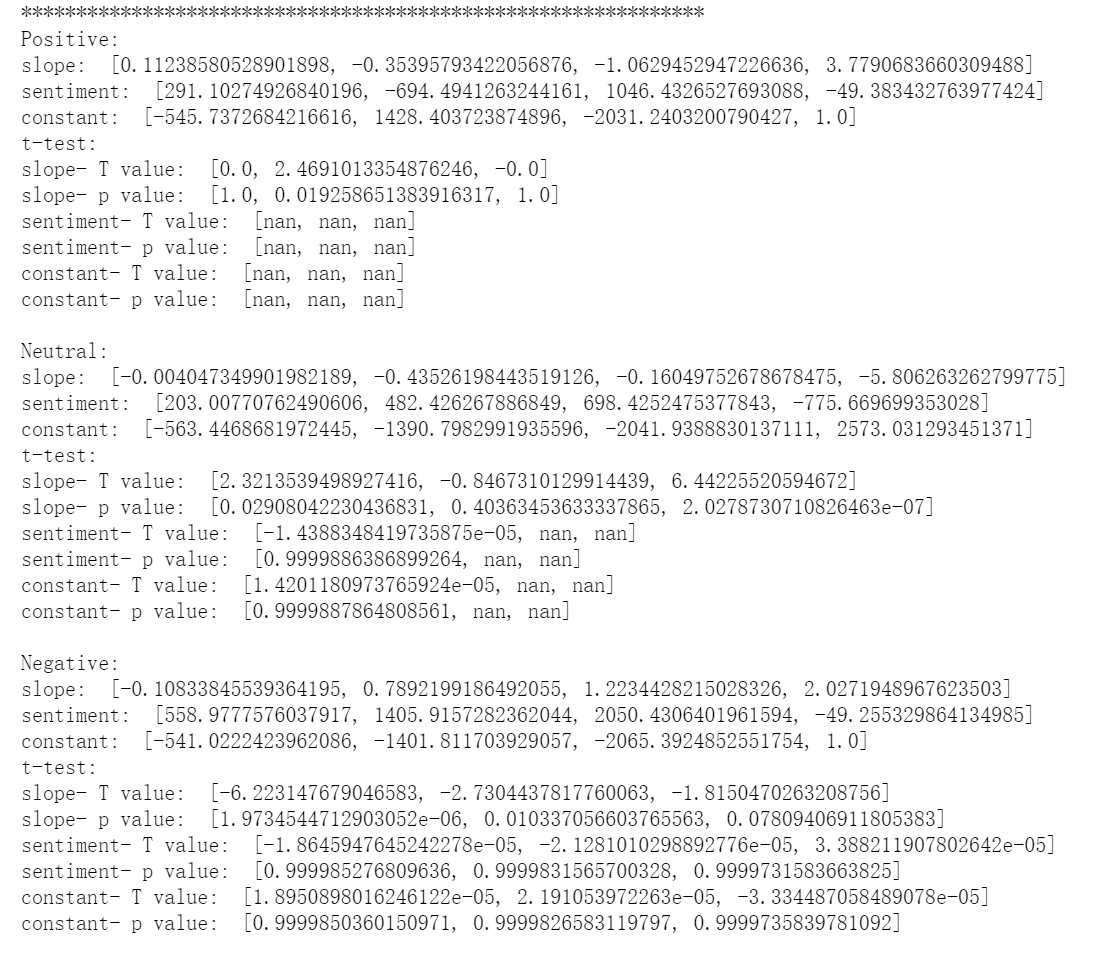 **************************************************************
Positive:
slope:  [0.11238580528901898, -0.35395793422056876, -1.0629452947226636, 3.7790683660309488]
sentiment:  [291.10274926840196, -694.4941263244161, 1046.4326527693088, -49.383432763977424]
constant:  [-545.7372684216616, 1428.403723874896, -2031.2403200790427, 1.0]
t-test:
slope- T value:  [0.0, 2.4691013354876246, -0.0]
slope- p value:  [1.0, 0.019258651383916317, 1.0]
sentiment- T value:  [nan, nan, nan]
sentiment- p value:  [nan, nan, nan]
constant- T value:  [nan, nan, nan]
constant- p value:  [nan, nan, nan]
Neutral:
slope:  [-0.004047349901982189, -0.43526198443519126, -0.16049752678678475, -5.806263262799775]
sentiment:  [203.00770762490606, 482.426267886849, 698.4252475377843, -775.669699353028]
constant:  [-563.4468681972445, -1390.7982991935596, -2041.9388830137111, 2573.031293451371]
t-test:
slope- T value:  [2.3213539498927416, -0.8467310129914439, 6.44225520594672]
slope- p value:  [0.02908042230436831, 0.40363453633337865, 2.0278730710826463e-07]
sentiment- T value:  [-1.4388348419735875e-05, nan, nan]
sentiment- p value:  [0.9999886386899264, nan, nan]
constant- T value:  [1.4201180973765924e-05, nan, nan]
constant- p value:  [0.9999887864808561, nan, nan]
Negative:
slope:  [-0.10833845539364195, 0.7892199186492055, 1.2234428215028326, 2.0271948967623503]
sentiment:  [558.9777576037917, 1405.9157282362044, 2050.4306401961594, -49.255329864134985]
constant:  [-541.0222423962086, -1401.811703929057, -2065.3924852551754, 1.0]
t-test:
slope- T value:  [-6.223147679046583, -2.7304437817760063, -1.8150470263208756]
slope- p value:  [1.9734544712903052e-06, 0.010337056603765563, 0.07809406911805383]
sentiment- T value:  [-1.8645947645242278e-05, -2.1281010298892776e-05, 3.388211907802642e-05]
sentiment- p value:  [0.999985276809636, 0.9999831565700328, 0.9999731583663825]
constant- T value:  [1.8950898016246122e-05, 2.191053972263e-05, -3.334487058489078e-05]
constant- p value:  [0.9999850360150971, 0.9999826583119797, 0.9999735839781092]